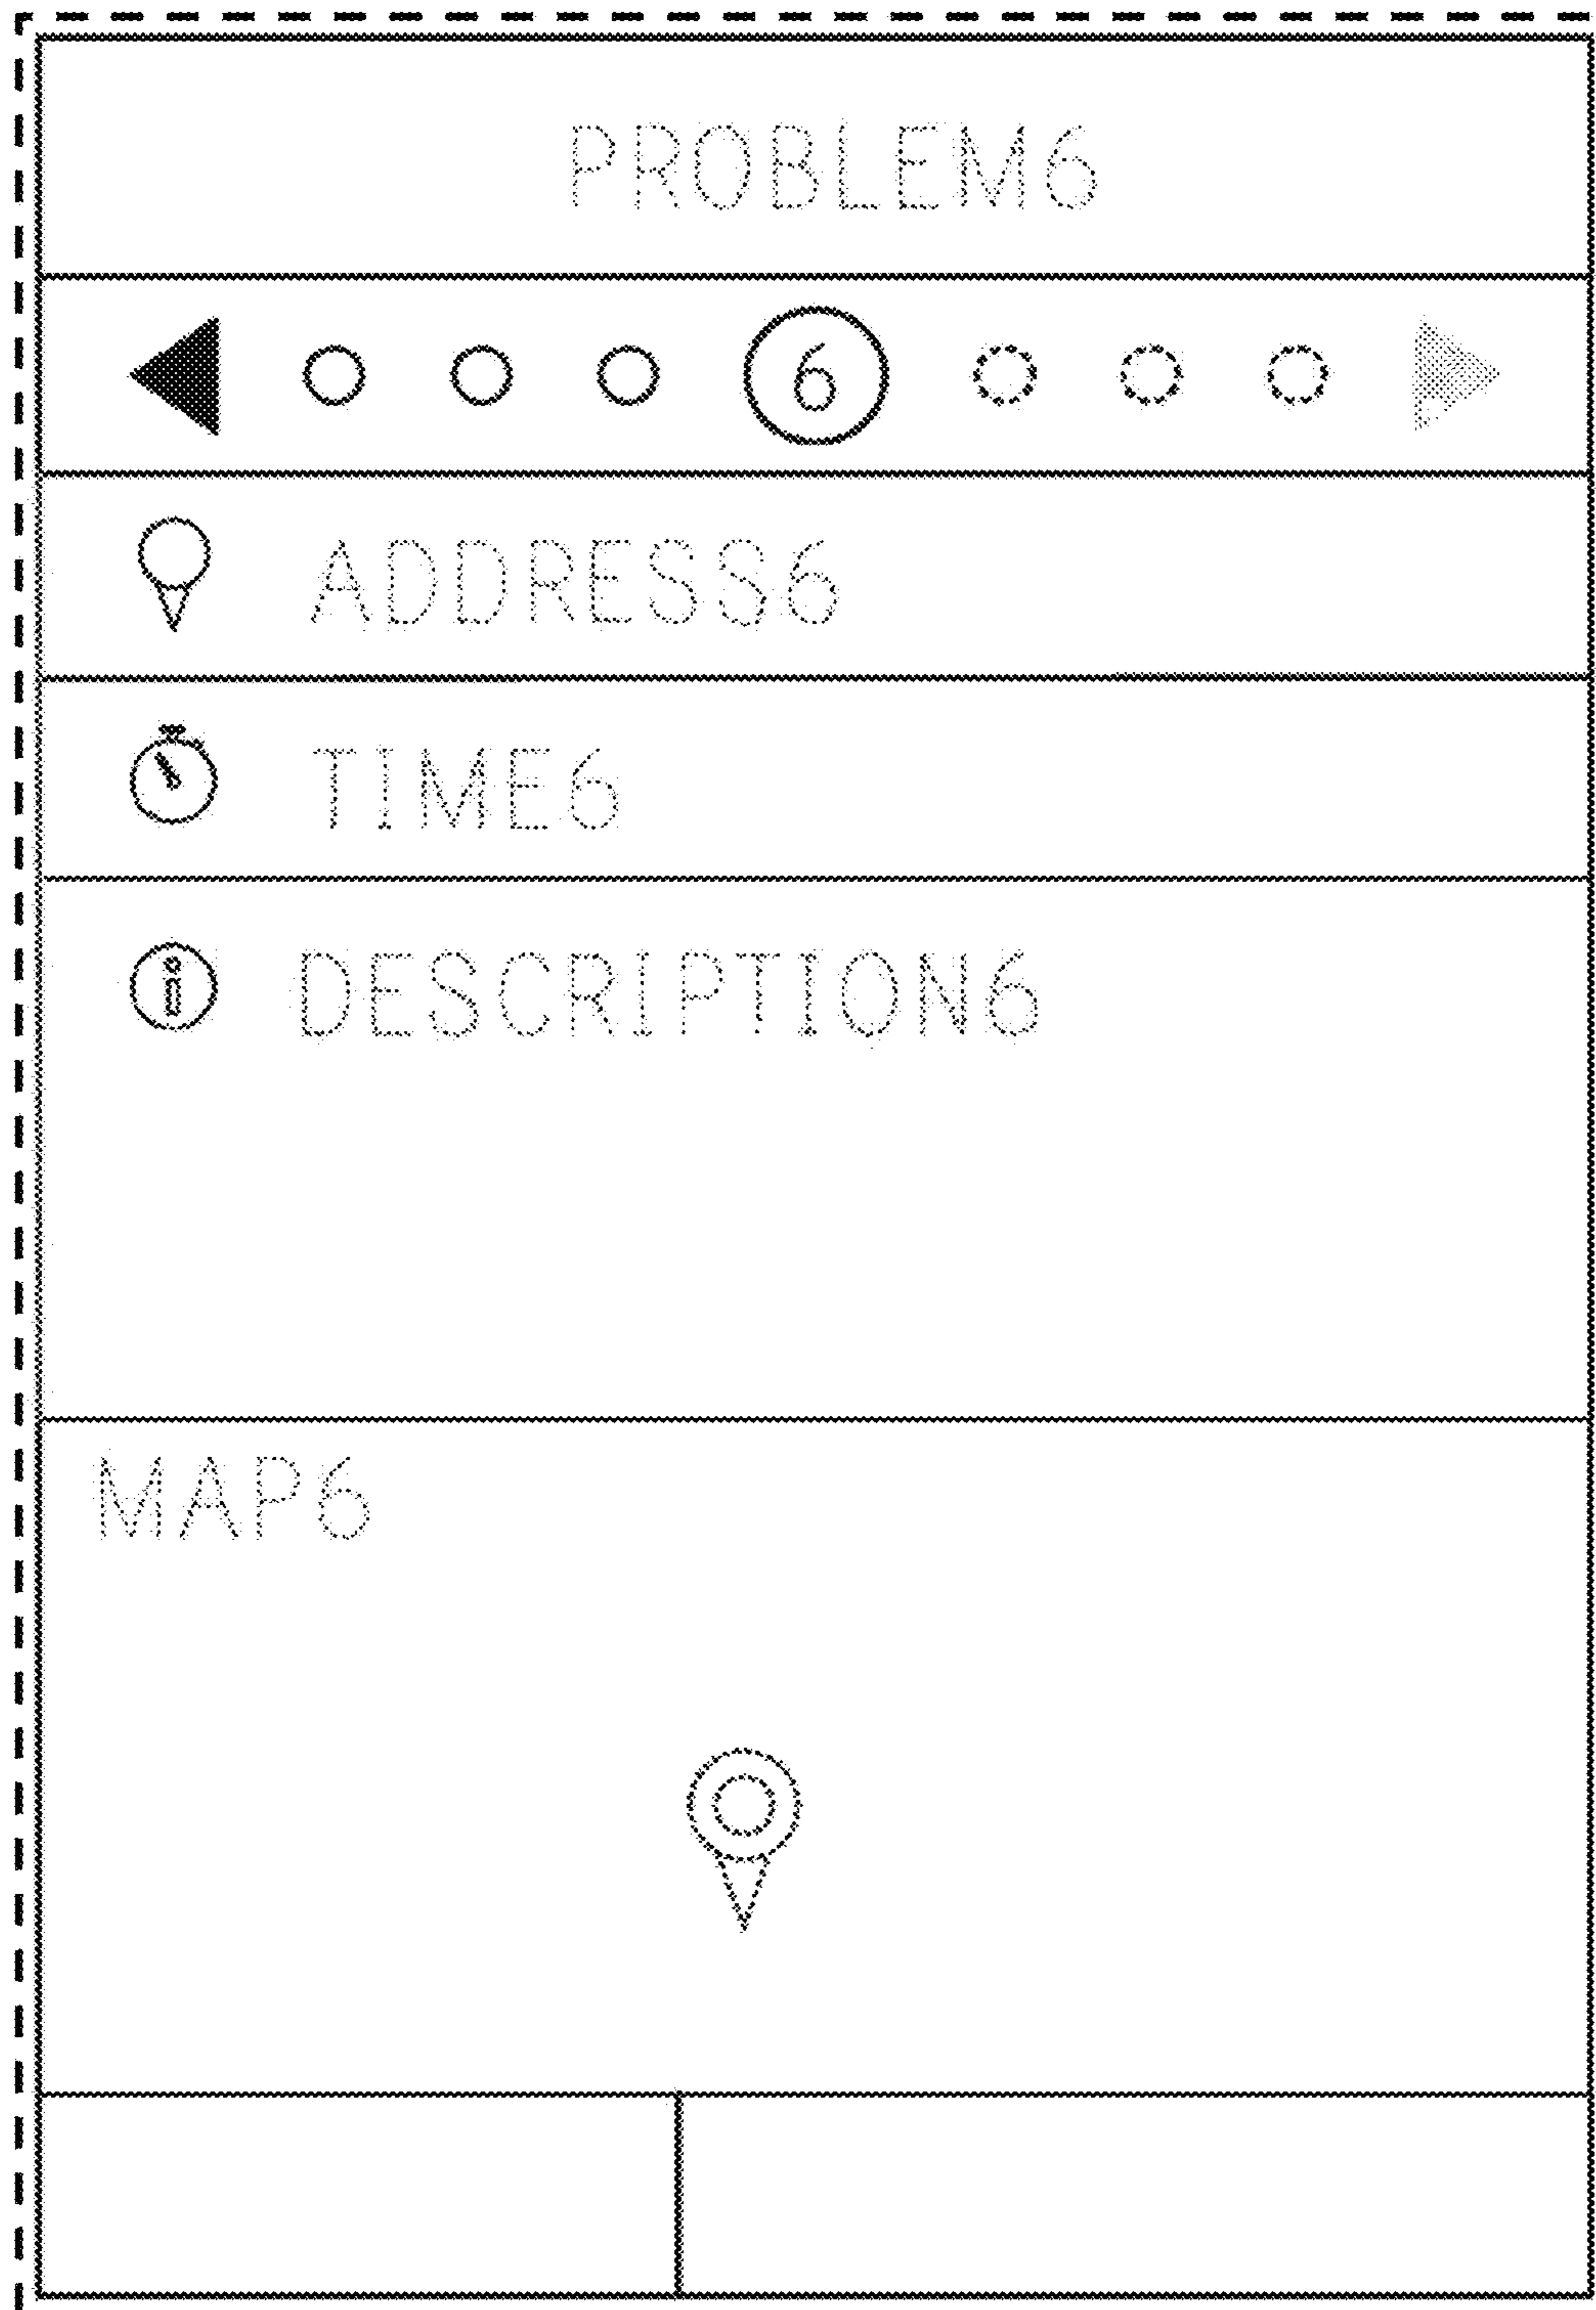 PROBLEM6
6
ADDRESS6
TIME6
i DESCRIPTION6
MAP6